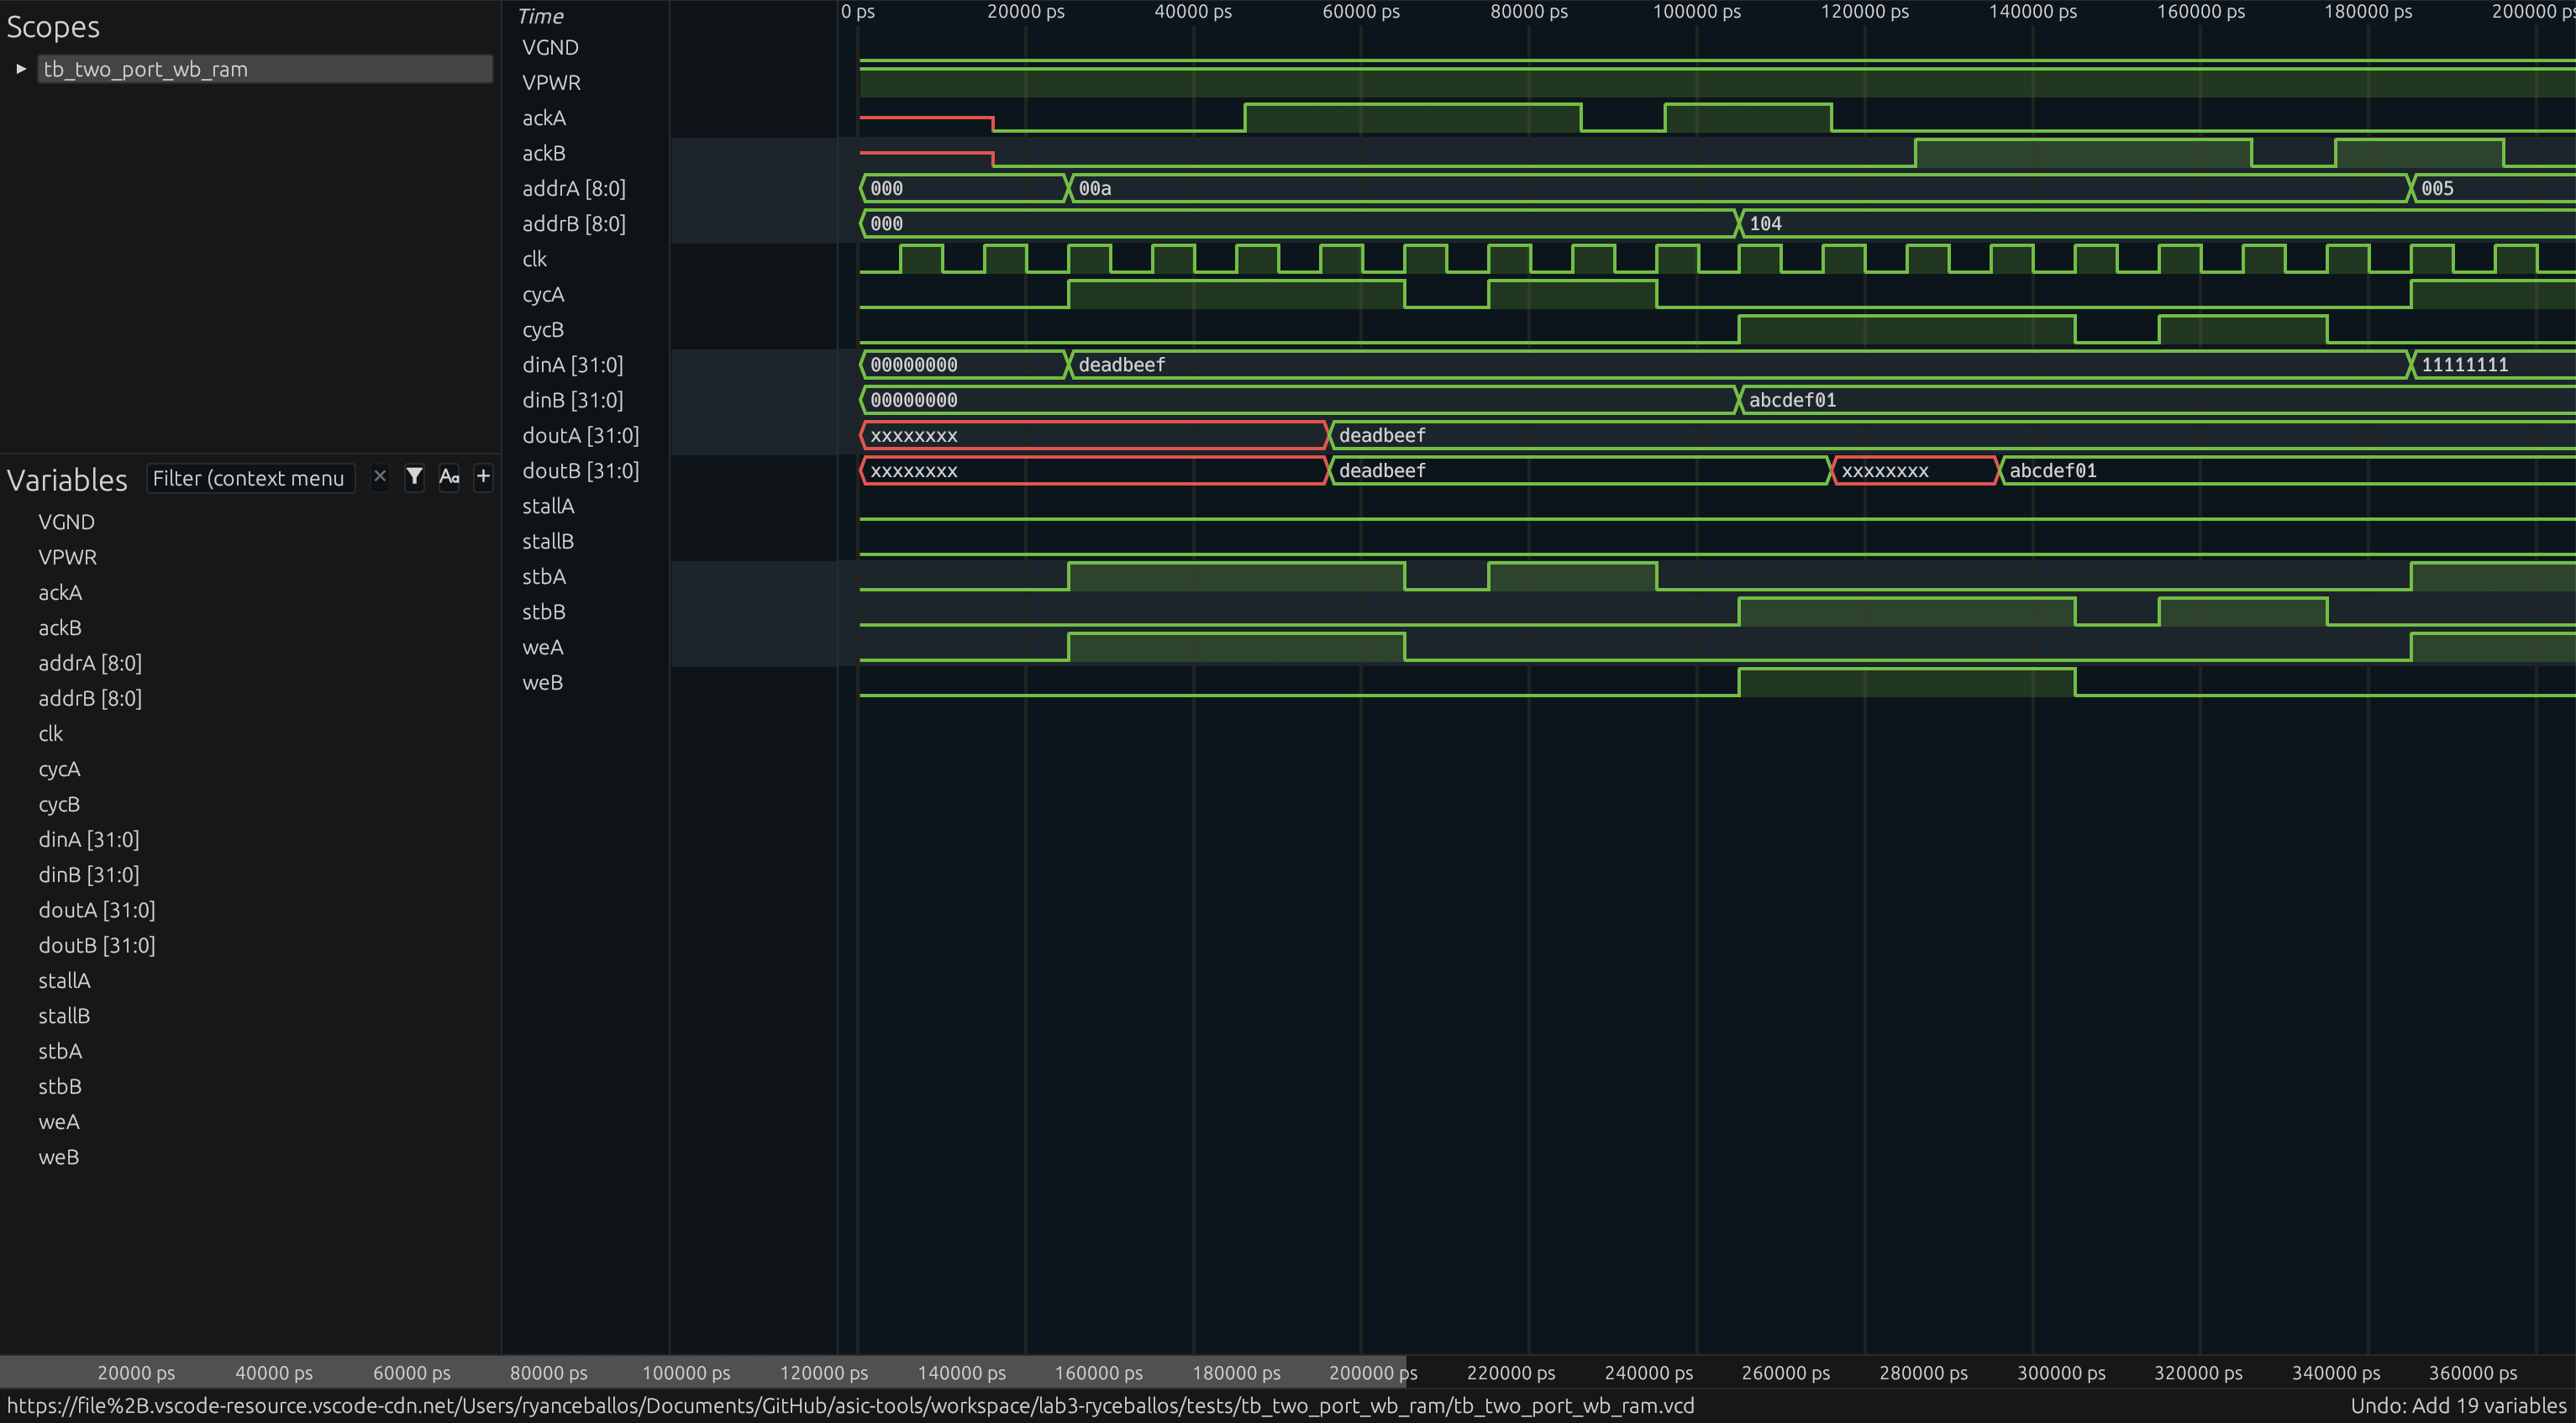 Scopes
tb_two_port_wb_ram
Variables
Filter (context menu
Aa
+
VGND
VPWR
ackA
ackB
addrA [8:0]
addrB [8:0]
clk
cycA
cycB
dinA [31:0]
dinB [31:0]
doutA [31:0]
doutB [31:0]
stallA
stallB
stbA
stbB
weA
weB
Time 0 ps 20000 ps 40000 ps 60000 ps 80000 ps 100000 ps 120000 ps 140000 ps 160000 ps 180000 ps 200000 ps
VGND
VPWR
ackA
ackB
addrA [8:0] 000 00a 005
addrB [8:0] 000 104
clk
cycA
cycB
dinA [31:0] 00000000 deadbeef 11111111
dinB [31:0] 00000000 abcdef01
doutA [31:0] xxxxxxxx deadbeef
doutB [31:0] xxxxxxxx deadbeef xxxxxxxx abcdef01
stallA
stallB
stbA
stbB
weA
weB
20000 ps 40000 ps 60000 ps 80000 ps 100000 ps 120000 ps 140000 ps 160000 ps 180000 ps 200000 ps 220000 ps 240000 ps 260000 ps 280000 ps 300000 ps 320000 ps 340000 ps 360000 ps
https://file%2B.vscode-resource.vscode-cdn.net/Users/ryanceballos/Documents/GitHub/asic-tools/workspace/lab3-ryceballos/tests/tb_two_port_wb_ram/tb_two_port_wb_ram.vcd Undo: Add 19 variables